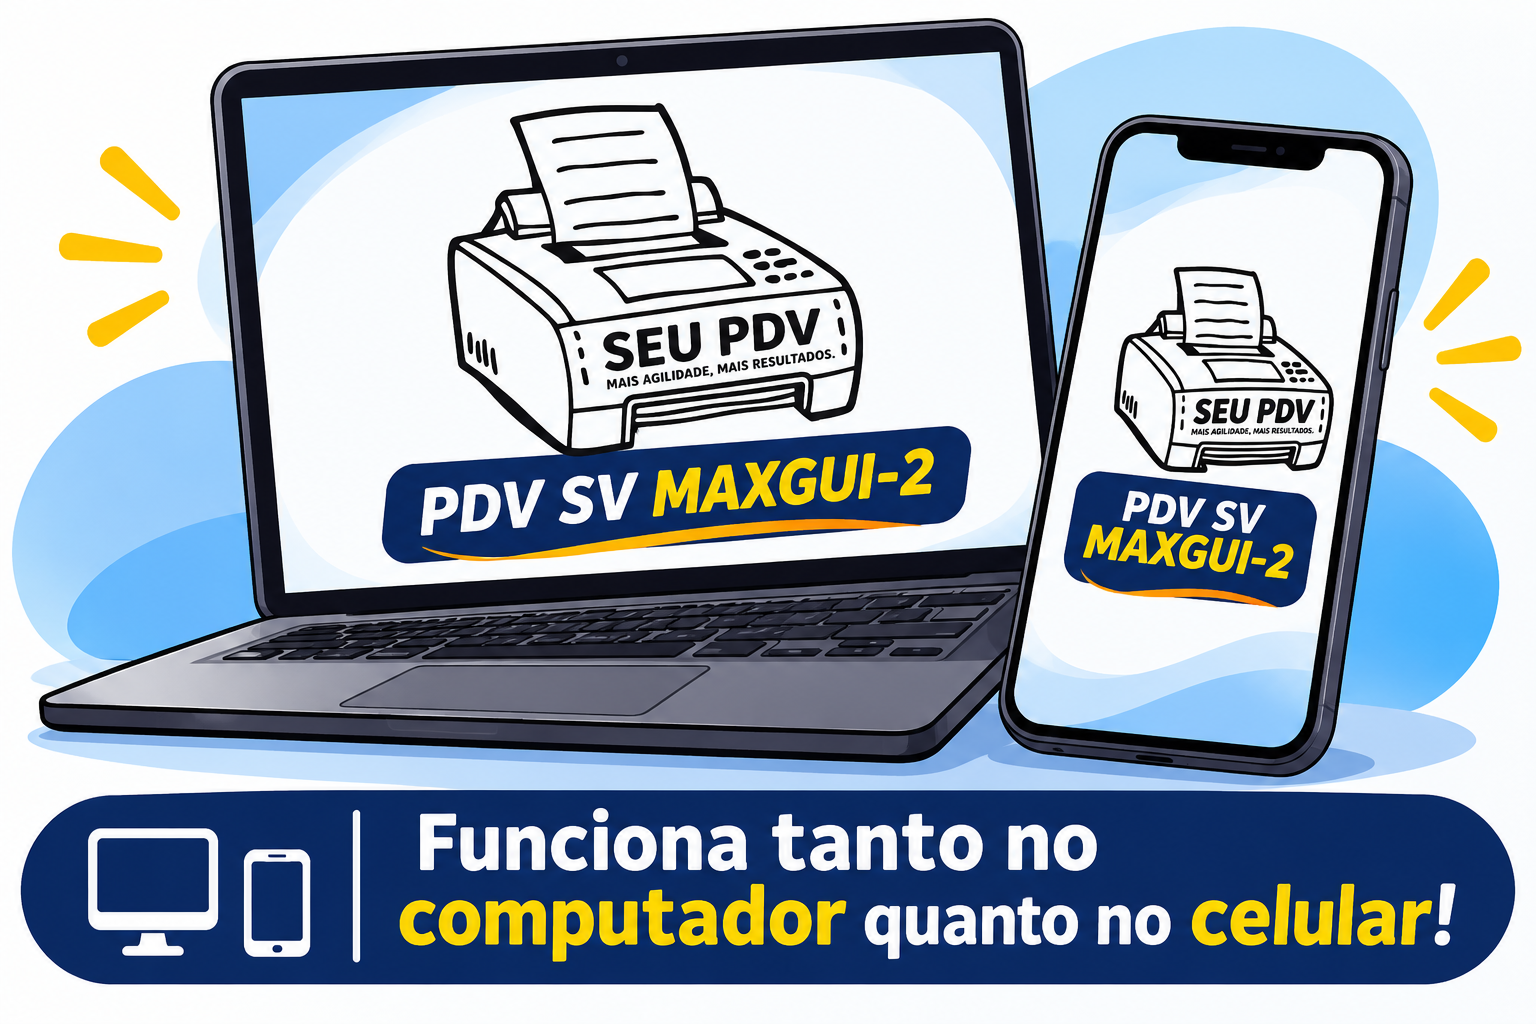 SEU PDV
MAIS AGILIDADE, MAIS RESULTADOS.
PDV SV MAXGUI-2
SEU PDV
MAIS AGILIDADE, MAIS RESULTADOS.
PDV SV
MAXGUI-2
Funciona tanto no
computador quanto no celular!